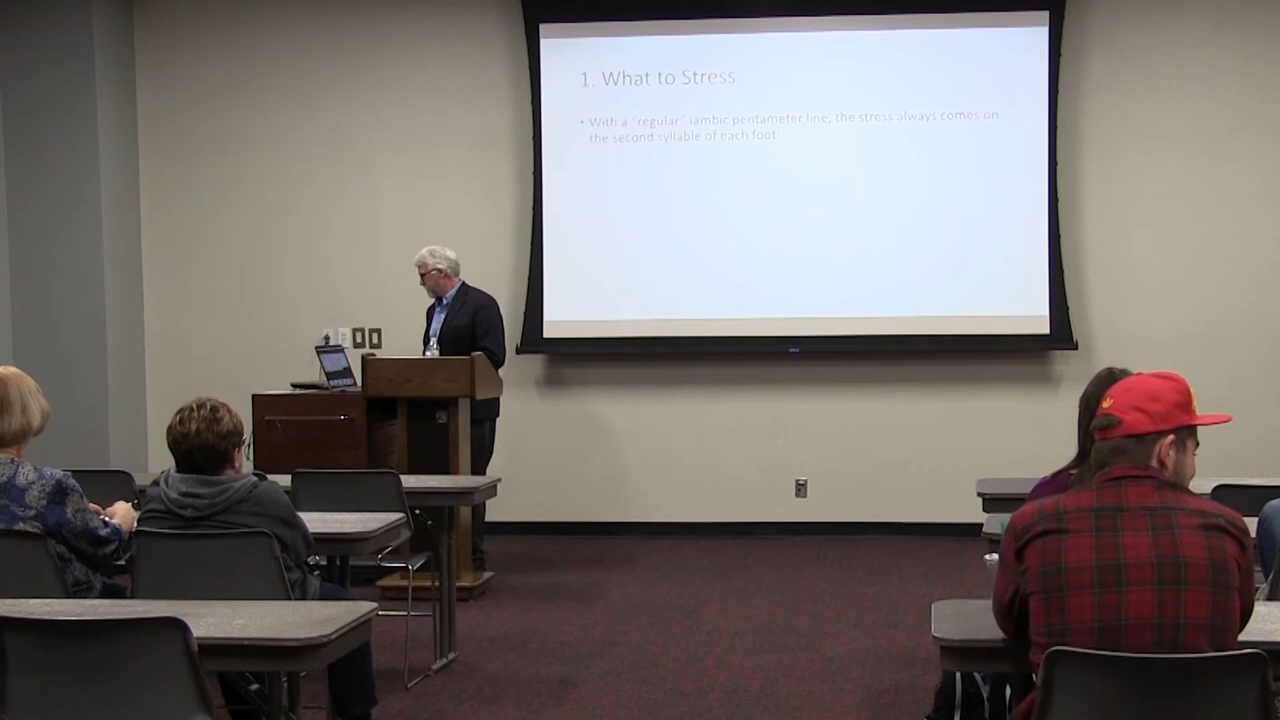 1. What to Stress
• With a "regular" iambic pentameter line, the stress always comes on
the second syllable of each foot: